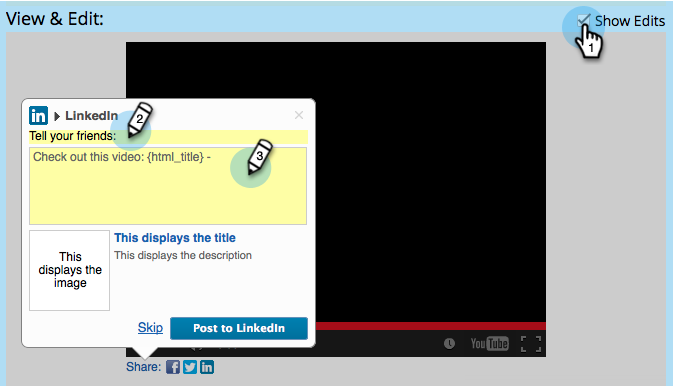 View & Edit:
Show Edits
1
in LinkedIn
2
Tell your friends:
Check out this video: {html_title} -
3
This displays the image
This displays the title
This displays the description
Skip
Post to LinkedIn
YouTube
Share: f in